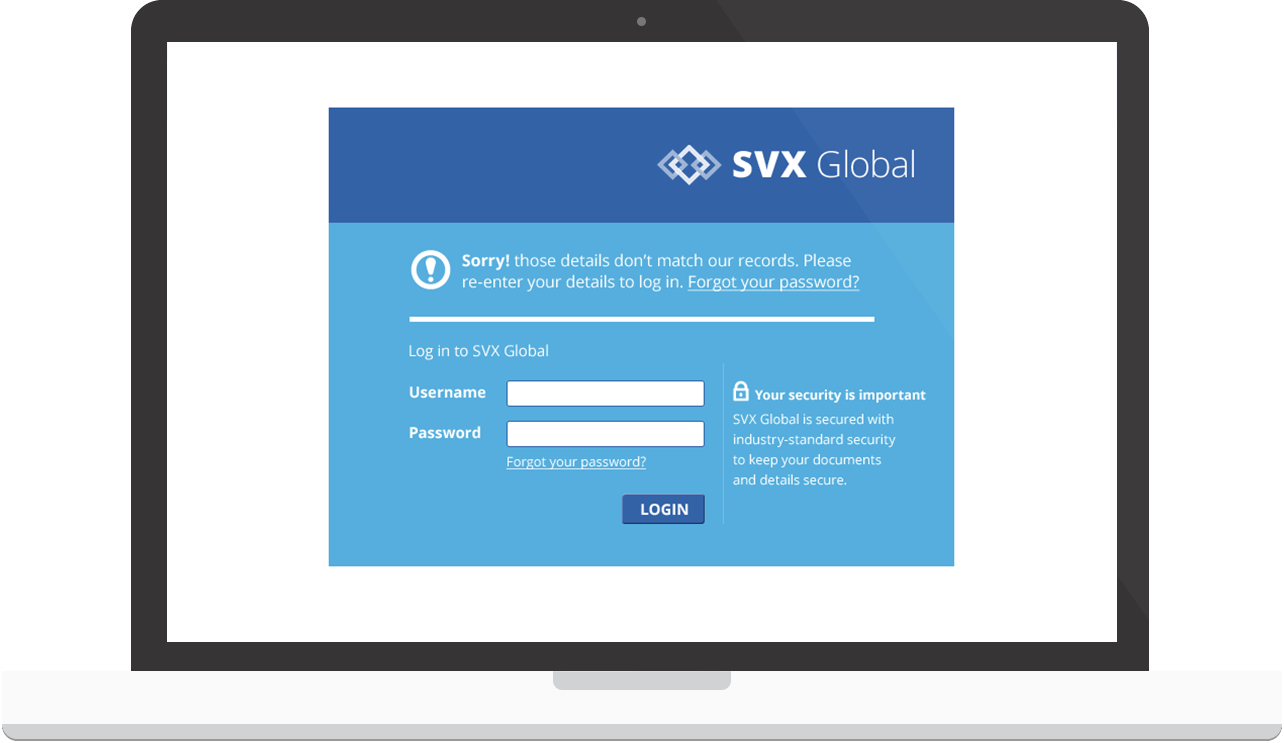 SVX Global
Sorry! those details don't match our records. Please
re-enter your details to log in. Forgot your password?
Log in to SVX Global
Username
Password
Forgot your password?
LOGIN
Your security is important
SVX Global is secured with
industry-standard security
to keep your documents
and details secure.